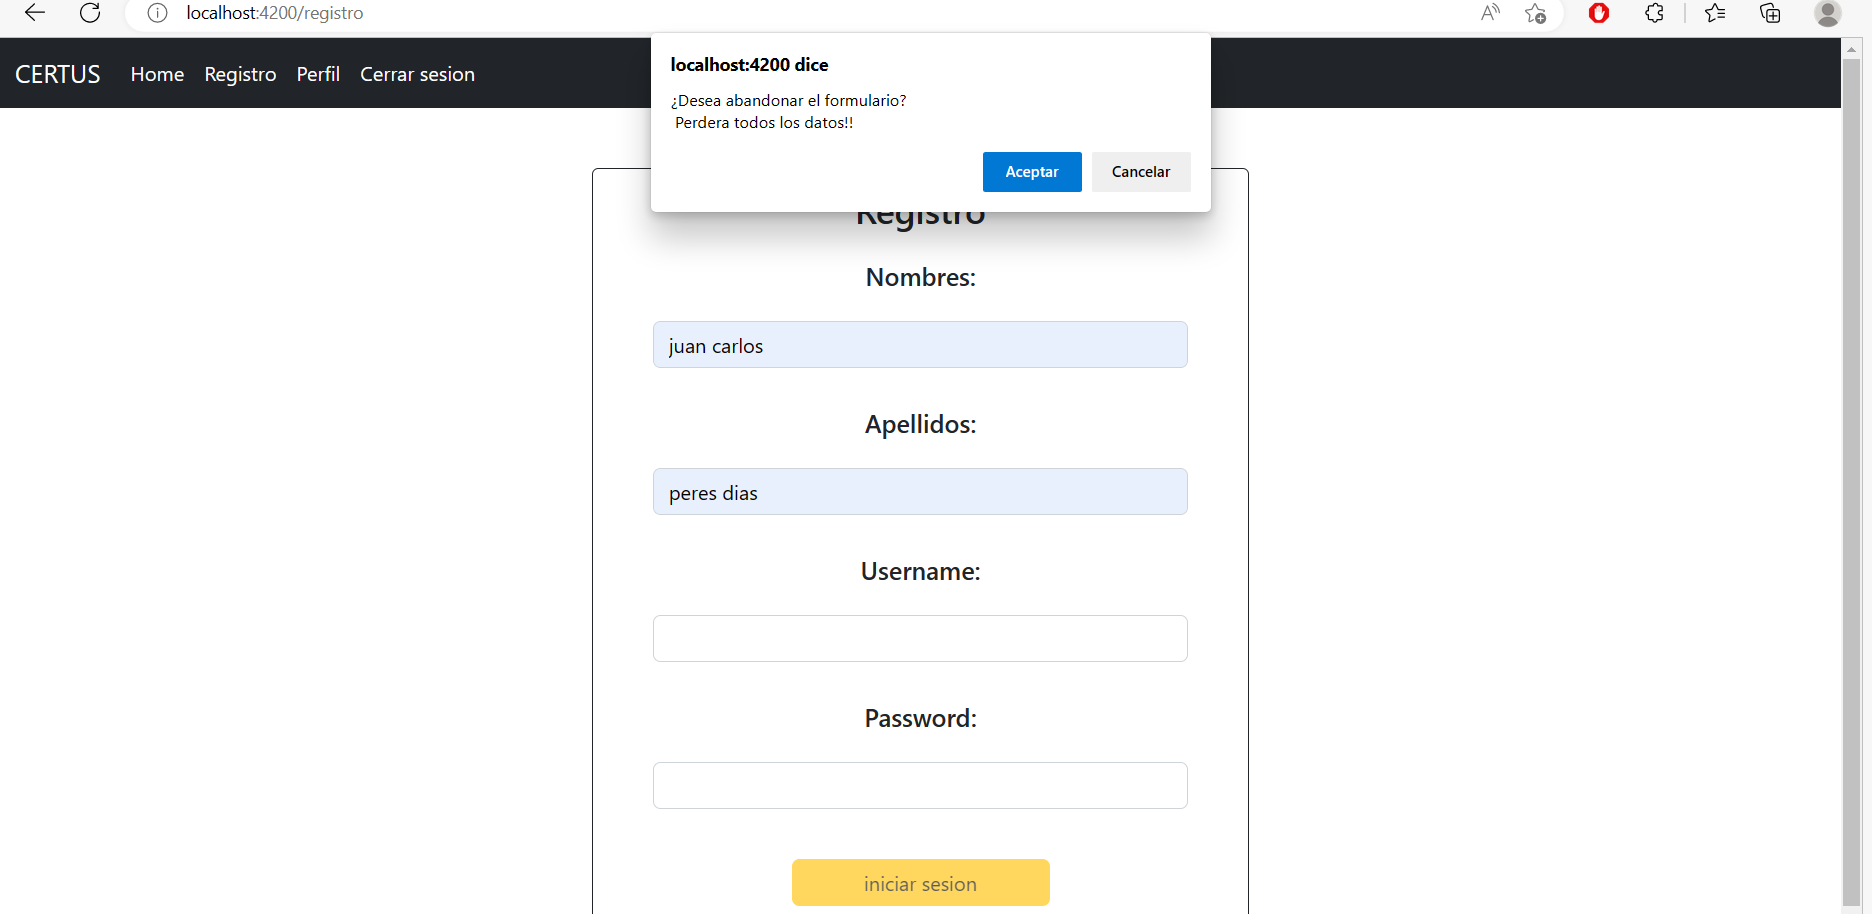 localhost:4200/registro
CERTUS Home Registro Perfil Cerrar sesion
localhost:4200 dice
¿Desea abandonar el formulario?
Perdera todos los datos!!
Aceptar Cancelar
Registro
Nombres:
juan carlos
Apellidos:
peres dias
Username:
Password:
iniciar sesion